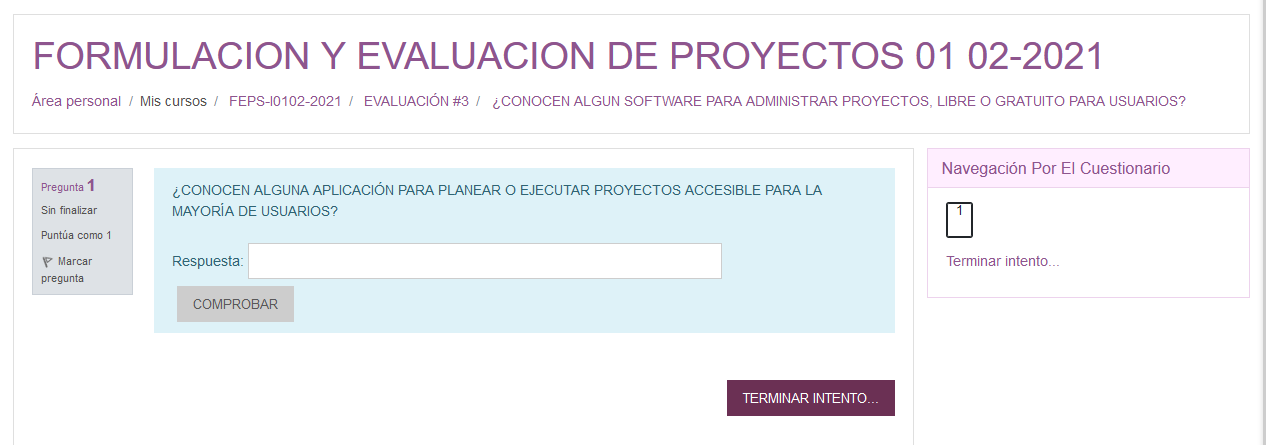 FORMULACION Y EVALUACION DE PROYECTOS 01 02-2021
Área personal / Mis cursos / FEPS-I0102-2021 / EVALUACIÓN #3 / ¿CONOCEN ALGUN SOFTWARE PARA ADMINISTRAR PROYECTOS, LIBRE O GRATUITO PARA USUARIOS?
Pregunta 1
Sin finalizar
Puntúa como 1
Marcar
pregunta
¿CONOCEN ALGUNA APLICACIÓN PARA PLANEAR O EJECUTAR PROYECTOS ACCESIBLE PARA LA
MAYORÍA DE USUARIOS?
Respuesta:
COMPROBAR
TERMINAR INTENTO...
Navegación Por El Cuestionario
1
Terminar intento...